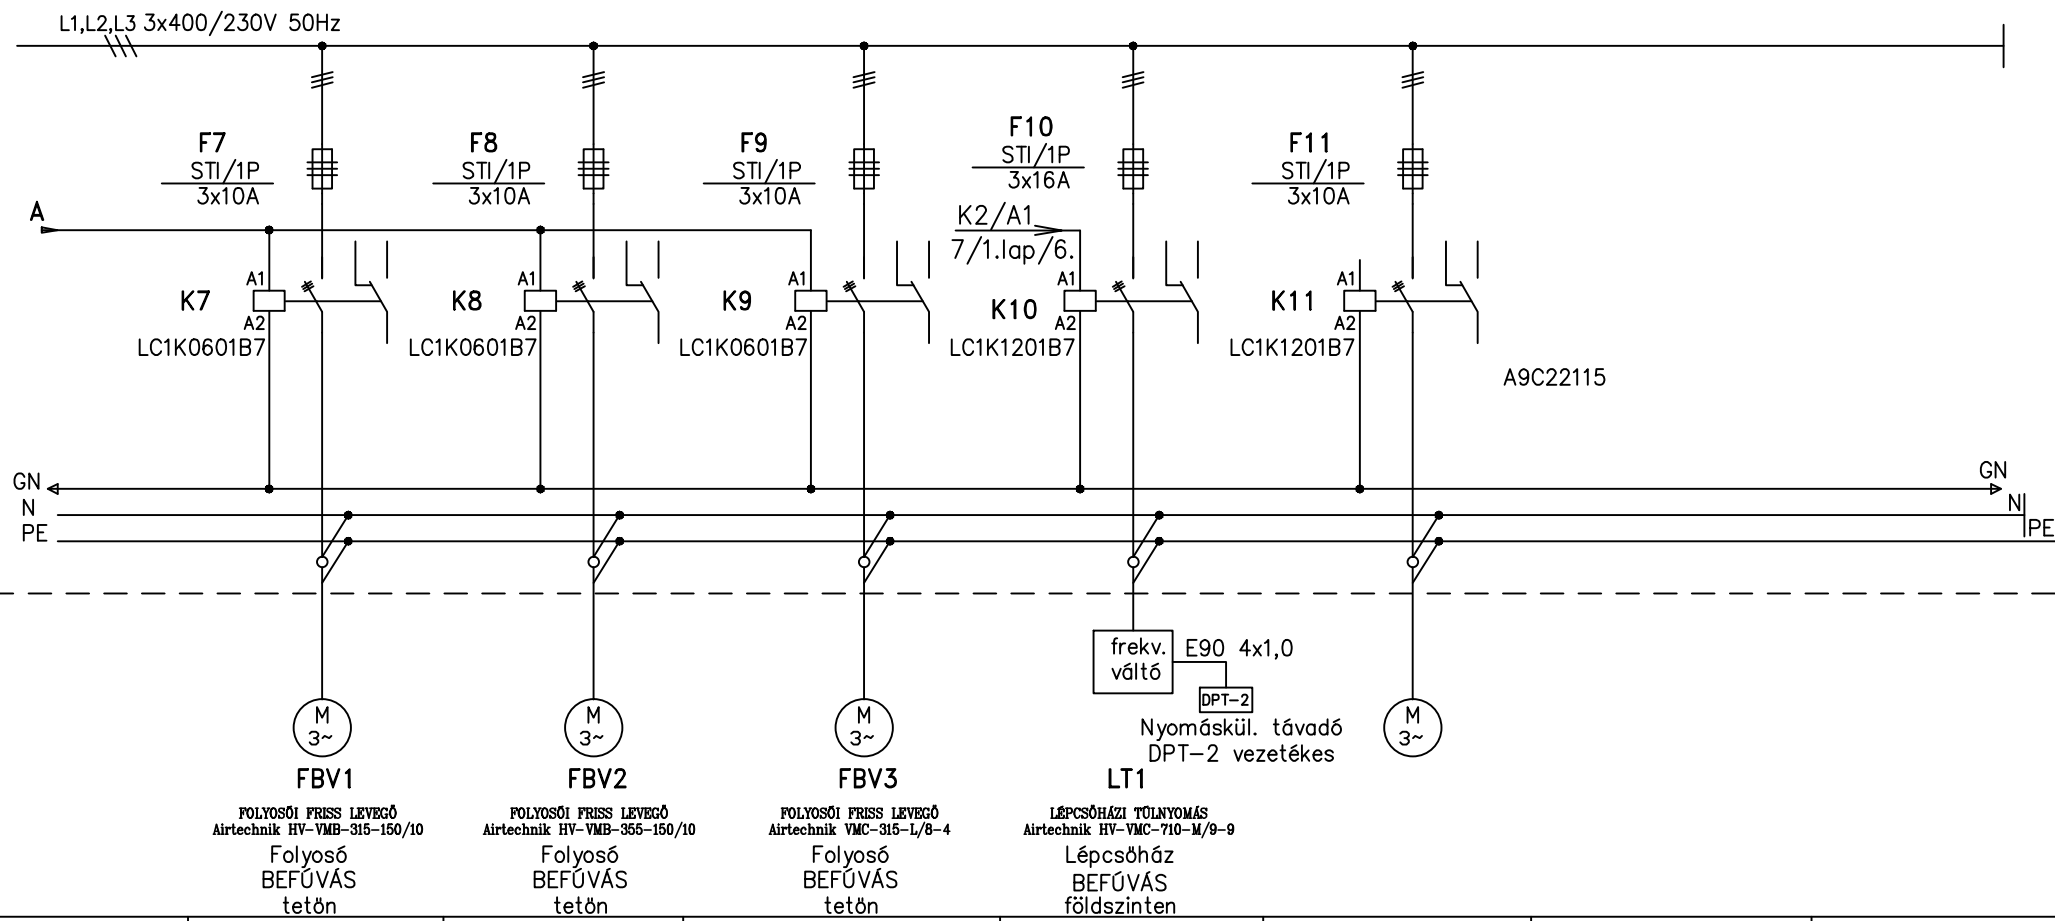 L1,L2,L3 3x400/230V 50Hz
F7
STI/1P
3x10A
F8
STI/1P
3x10A
F9
STI/1P
3x10A
F10
STI/1P
3x16A
F11
STI/1P
3x10A
A
K2/A1
7/1.lap/6.
A1
K7
A2
LC1K0601B7
A1
K8
A2
LC1K0601B7
A1
K9
A2
LC1K0601B7
A1
K10
A2
LC1K1201B7
A1
K11
A2
LC1K1201B7
A9C22115
GN
GN
N
N
PE
PE
frekv.
váltó
E90 4x1,0
DPT-2
Nyomáskül. távadó
DPT-2 vezetékes
M
3~
M
3~
M
3~
M
3~
FBV1
FOLYOSÓI FRISS LEVEGŐ
Airtechnik HV-VMB-315-150/10
Folyosó
BEFÚVÁS
tetőn
FBV2
FOLYOSÓI FRISS LEVEGŐ
Airtechnik HV-VMB-355-150/10
Folyosó
BEFÚVÁS
tetőn
FBV3
FOLYOSÓI FRISS LEVEGŐ
Airtechnik VMC-315-L/8-4
Folyosó
BEFÚVÁS
tetőn
LT1
LÉPCSŐHÁZI TÚLNYOMÁS
Airtechnik HV-VMC-710-M/9-9
Lépcsőház
BEFÚVÁS
földszinten